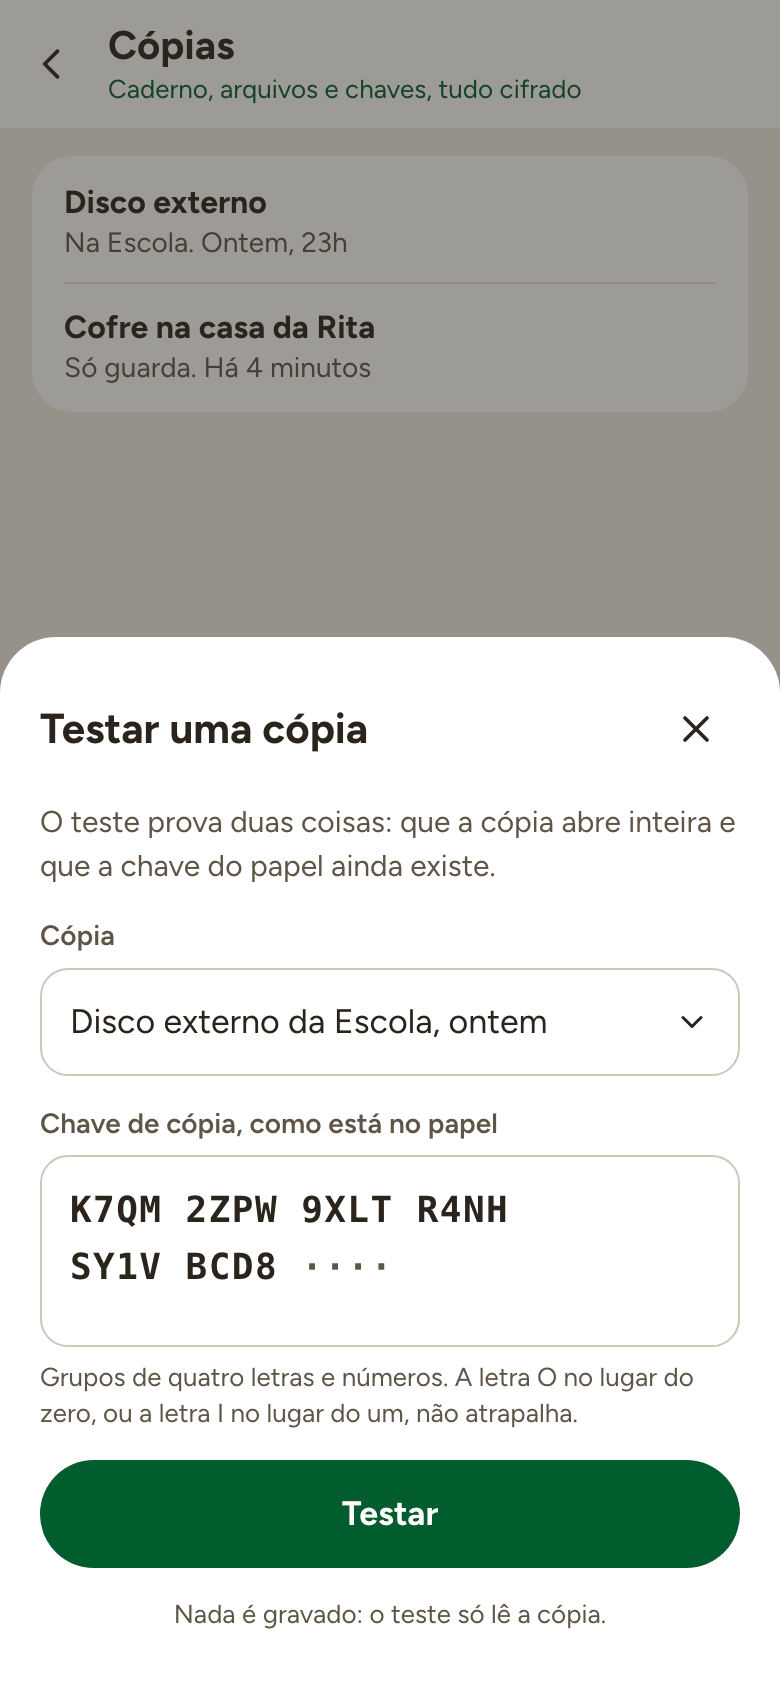 Cópias
Caderno, arquivos e chaves, tudo cifrado
Disco externo
Na Escola. Ontem, 23h
Cofre na casa da Rita
Só guarda. Há 4 minutos
Testar uma cópia
O teste prova duas coisas: que a cópia abre inteira e
que a chave do papel ainda existe.
Cópia
Disco externo da Escola, ontem
Chave de cópia, como está no papel
K7QM 2ZPW 9XLT R4NH
SY1V BCD8 ····
Grupos de quatro letras e números. A letra O no lugar do
zero, ou a letra I no lugar do um, não atrapalha.
Testar
Nada é gravado: o teste só lê a cópia.